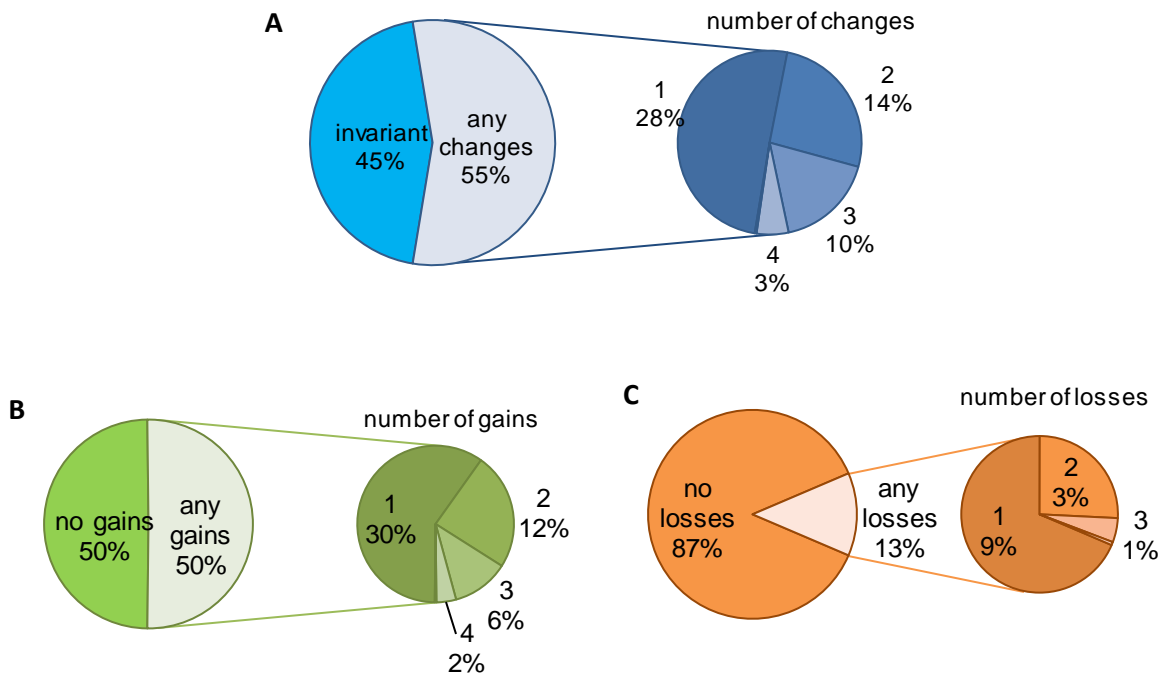 A
number of changes
invariant
45%
any
changes
55%
1
28%
2
14%
3
10%
4
3%
B
number of gains
no gains
50%
any
gains
50%
1
30%
2
12%
3
6%
4
2%
C
number of losses
no
losses
87%
any
losses
13%
1
9%
2
3%
3
1%